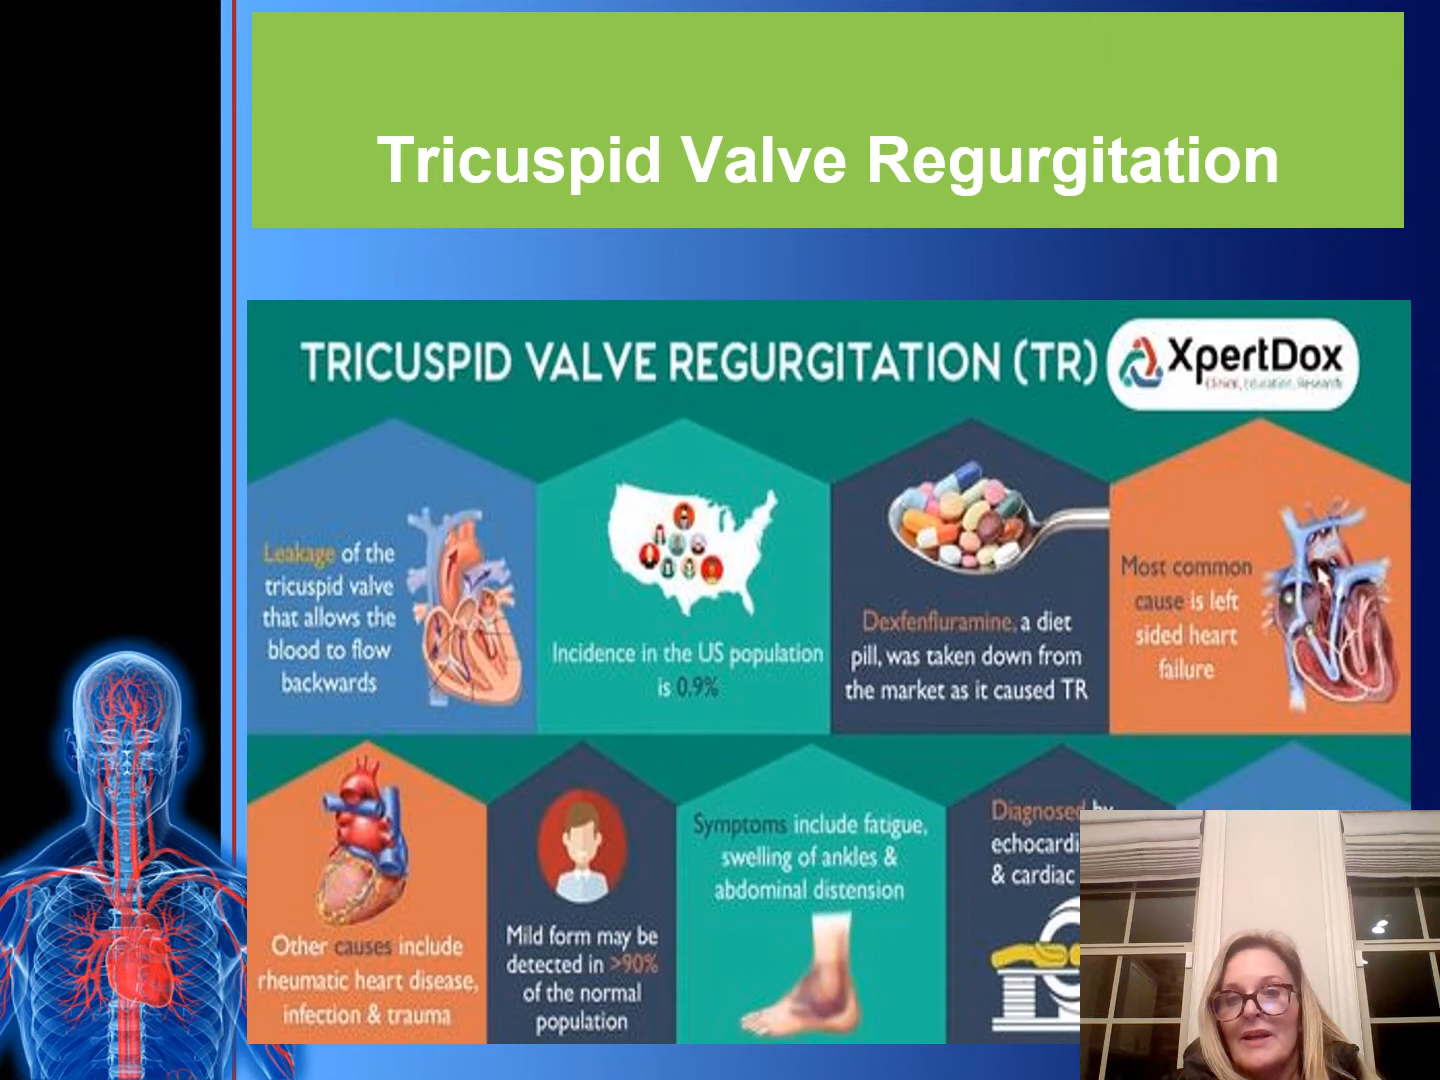 Tricuspid Valve Regurgitation
TRICUSPID VALVE REGURGITATION (TR)
XpertDox
Clinical, Education, Research
Leakage of the
tricuspid valve
that allows the
blood to flow
backwards
Incidence in the US population
is 0.9%
Dexfenfluramine, a diet
pill, was taken down from
the market as it caused TR
Most common
cause is left
sided heart
failure
Other causes include
rheumatic heart disease,
infection & trauma
Mild form may be
detected in >90%
of the normal
population
Symptoms include fatigue,
swelling of ankles &
abdominal distension
Diagnosed by
echocardi
& cardiac